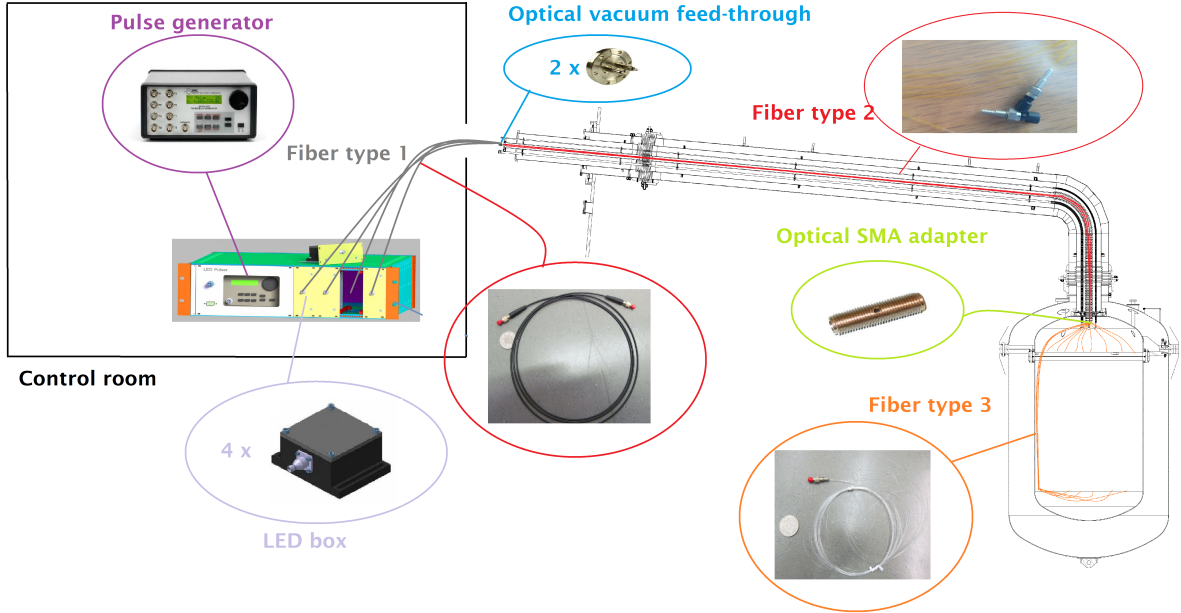 Pulse generator
Optical vacuum feed-through
2 x
Fiber type 2
Fiber type 1
Optical SMA adapter
LED Pulser
Control room
Fiber type 3
4 x
LED box